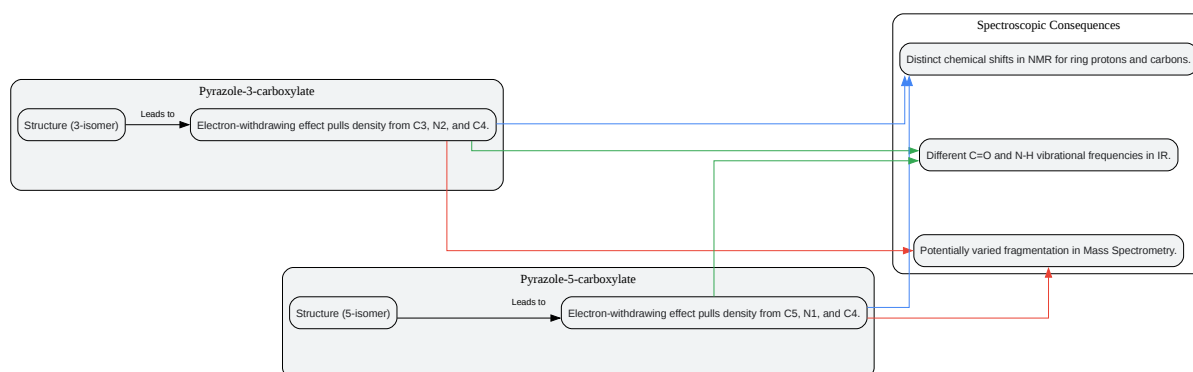 Spectroscopic Consequences
Distinct chemical shifts in NMR for ring protons and carbons.
Pyrazole-3-carboxylate
Structure (3-isomer)
Leads to
Electron-withdrawing effect pulls density from C3, N2, and C4.
Different C=O and N-H vibrational frequencies in IR.
Potentially varied fragmentation in Mass Spectrometry.
Pyrazole-5-carboxylate
Structure (5-isomer)
Leads to
Electron-withdrawing effect pulls density from C5, N1, and C4.